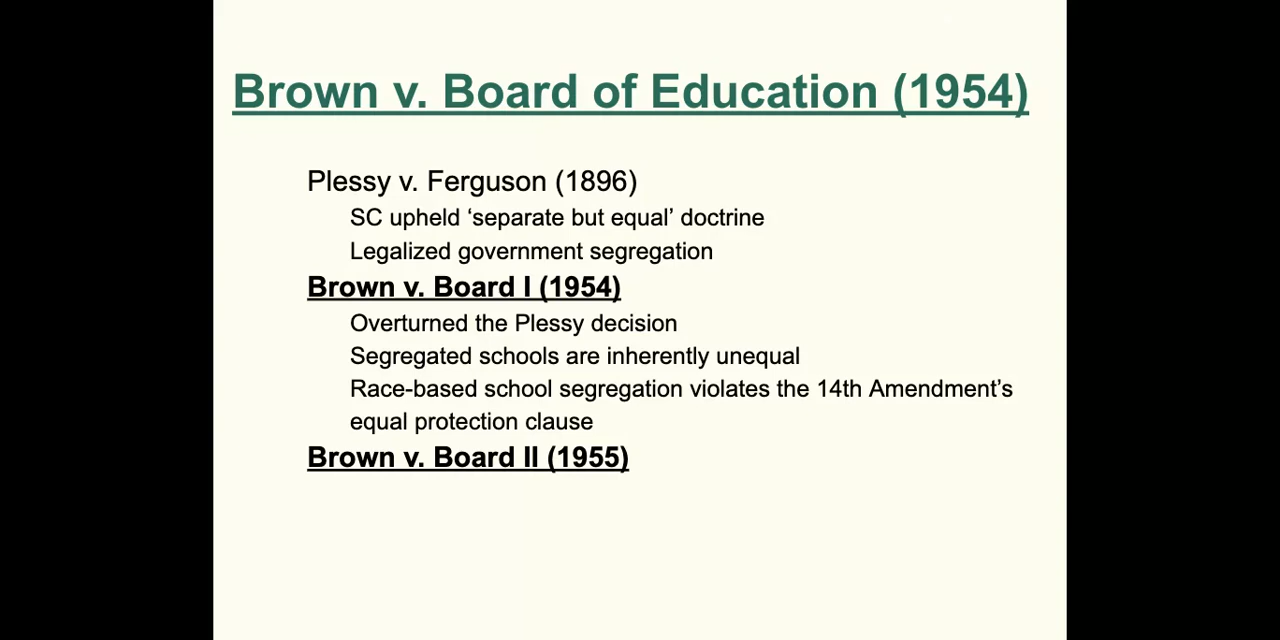 Brown v. Board of Education (1954)
Plessy v. Ferguson (1896)
SC upheld ‘separate but equal’ doctrine
Legalized government segregation
Brown v. Board I (1954)
Overturned the Plessy decision
Segregated schools are inherently unequal
Race-based school segregation violates the 14th Amendment’s
equal protection clause
Brown v. Board II (1955)